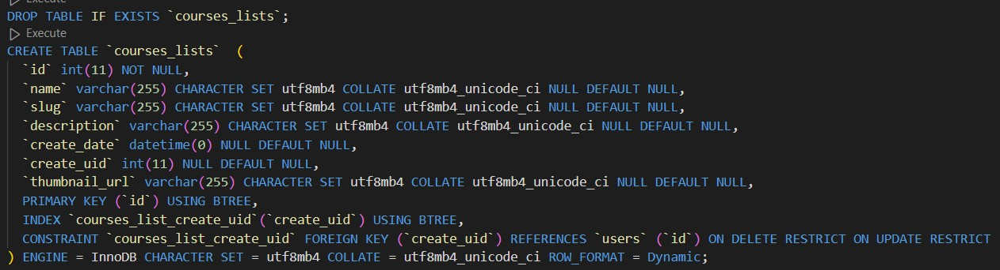 Execute
DROP TABLE IF EXISTS `courses_lists`;
Execute
CREATE TABLE `courses_lists`  (
  `id` int(11) NOT NULL,
  `name` varchar(255) CHARACTER SET utf8mb4 COLLATE utf8mb4_unicode_ci NULL DEFAULT NULL,
  `slug` varchar(255) CHARACTER SET utf8mb4 COLLATE utf8mb4_unicode_ci NULL DEFAULT NULL,
  `description` varchar(255) CHARACTER SET utf8mb4 COLLATE utf8mb4_unicode_ci NULL DEFAULT NULL,
  `create_date` datetime(0) NULL DEFAULT NULL,
  `create_uid` int(11) NULL DEFAULT NULL,
  `thumbnail_url` varchar(255) CHARACTER SET utf8mb4 COLLATE utf8mb4_unicode_ci NULL DEFAULT NULL,
  PRIMARY KEY (`id`) USING BTREE,
  INDEX `courses_list_create_uid`(`create_uid`) USING BTREE,
  CONSTRAINT `courses_list_create_uid` FOREIGN KEY (`create_uid`) REFERENCES `users` (`id`) ON DELETE RESTRICT ON UPDATE RESTRICT
) ENGINE = InnoDB CHARACTER SET = utf8mb4 COLLATE = utf8mb4_unicode_ci ROW_FORMAT = Dynamic;